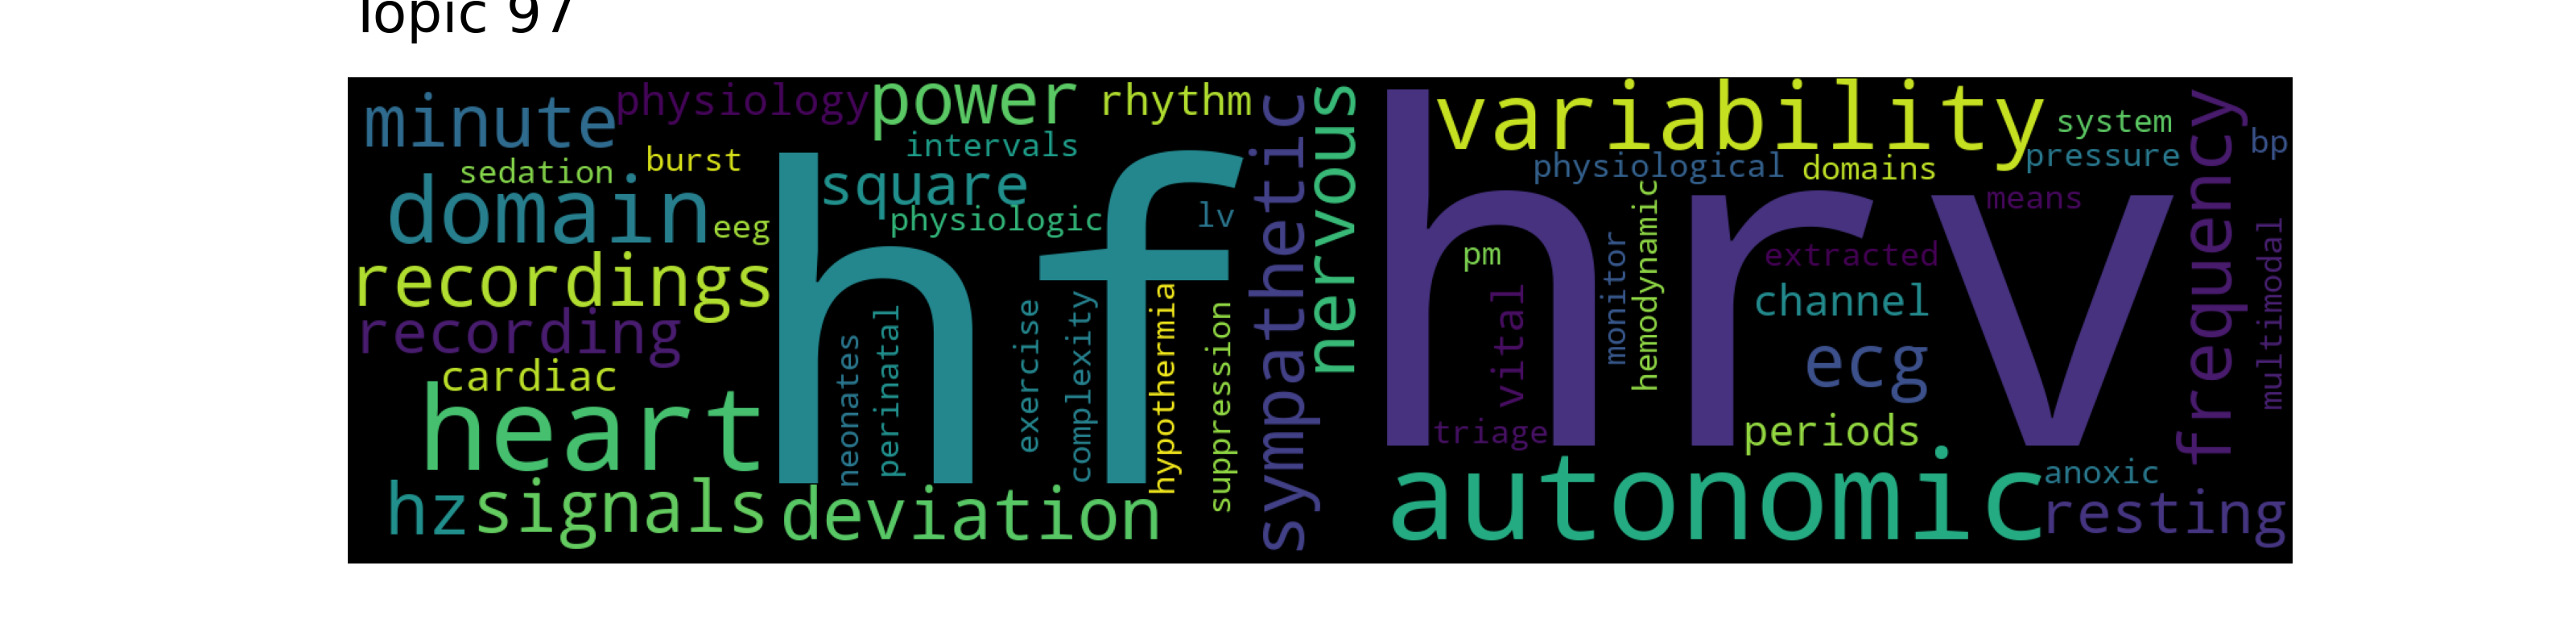 Topic 97
minute
physiology
power
rhythm
intervals
sedation
burst
square
physiologic
domain
eeg
lv
recordings
recording
cardiac
heart
hz
signals
deviation
hf
neonates
perinatal
exercise
complexity
hypothermia
suppression
sympathetic
nervous
hrv
variability
system
pressure
bp
physiological
domains
means
frequency
multimodal
hemodynamic
monitor
pm
vital
extracted
channel
ecg
triage
periods
autonomic
anoxic
resting